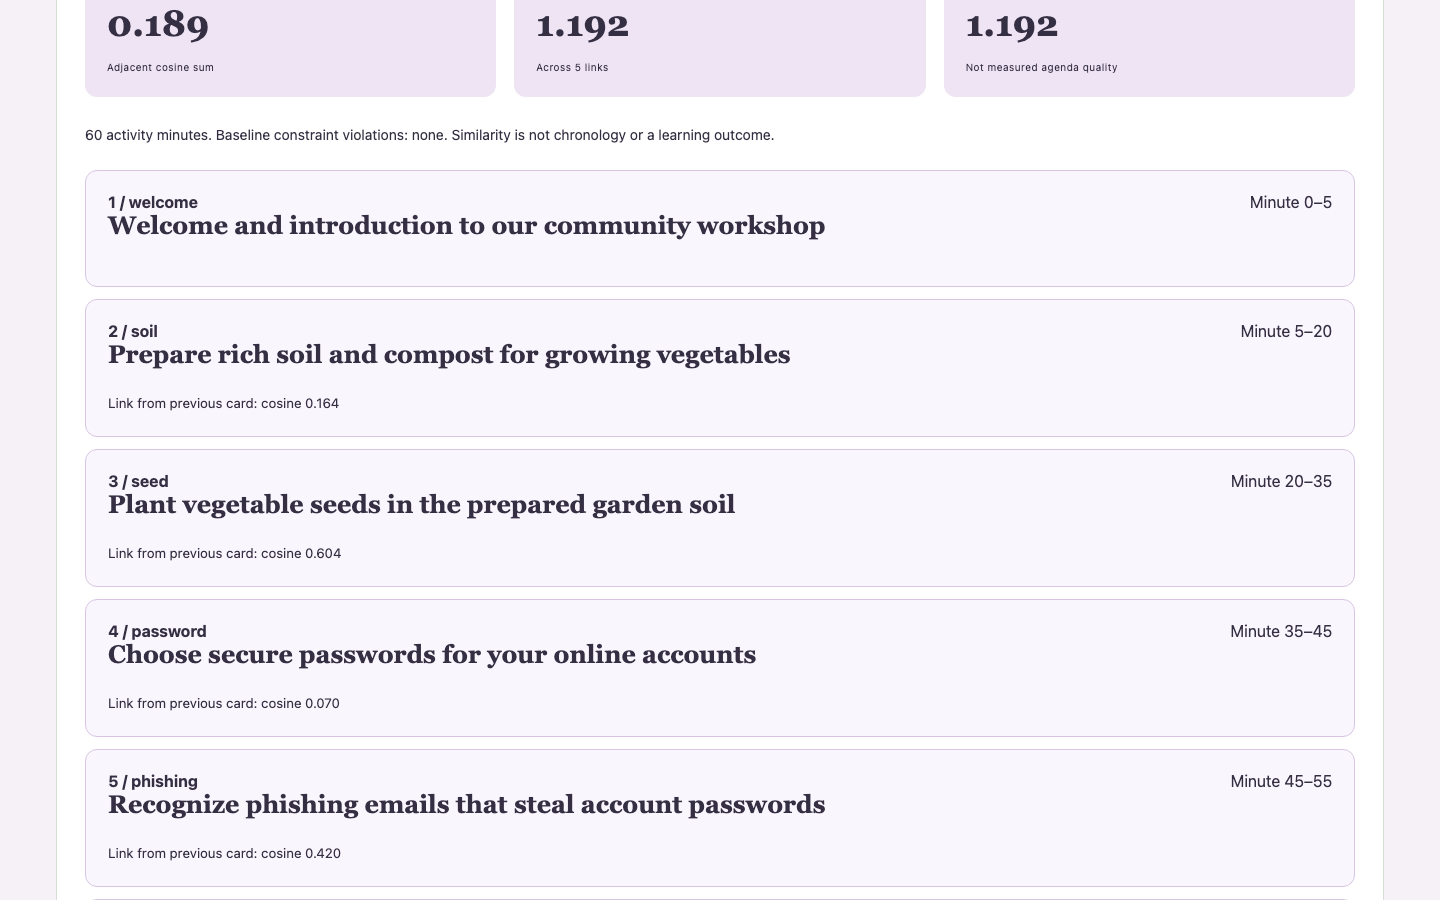 0.189
Adjacent cosine sum
1.192
Across 5 links
1.192
Not measured agenda quality
60 activity minutes. Baseline constraint violations: none. Similarity is not chronology or a learning outcome.
1 / welcome
Minute 0–5
Welcome and introduction to our community workshop
2 / soil
Minute 5–20
Prepare rich soil and compost for growing vegetables
Link from previous card: cosine 0.164
3 / seed
Minute 20–35
Plant vegetable seeds in the prepared garden soil
Link from previous card: cosine 0.604
4 / password
Minute 35–45
Choose secure passwords for your online accounts
Link from previous card: cosine 0.070
5 / phishing
Minute 45–55
Recognize phishing emails that steal account passwords
Link from previous card: cosine 0.420